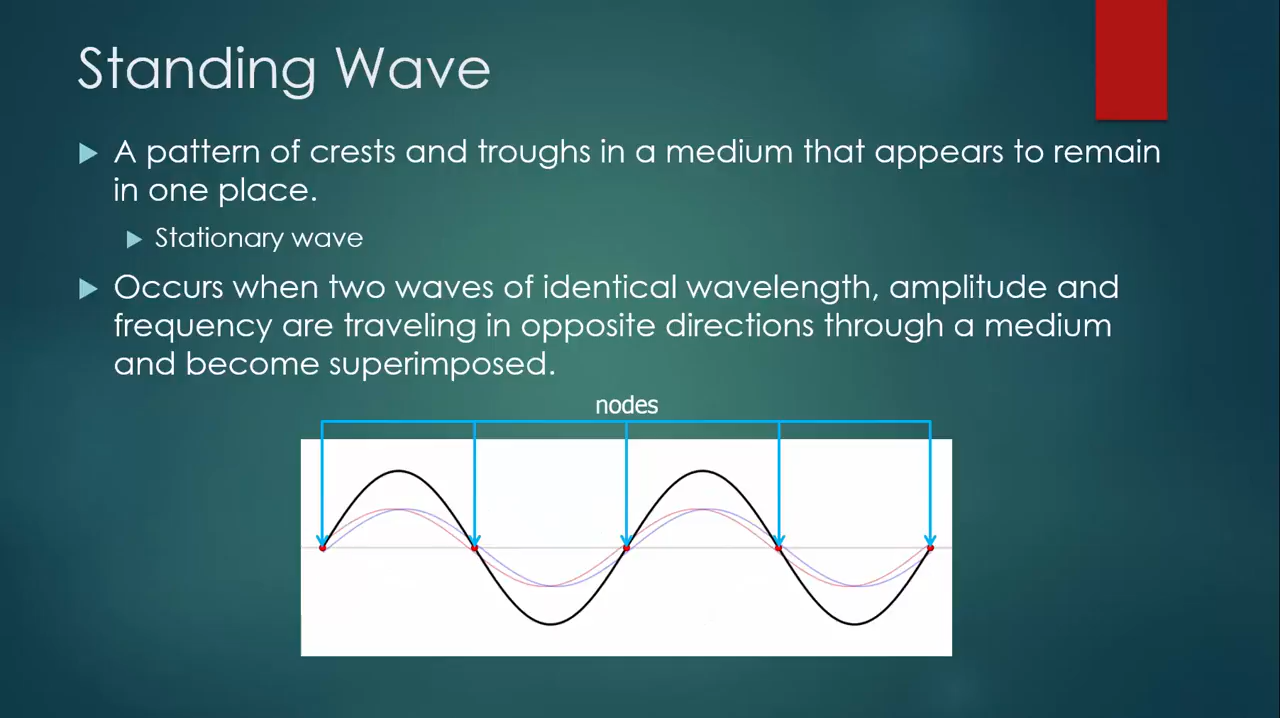 Standing Wave
A pattern of crests and troughs in a medium that appears to remain
in one place.
Stationary wave
Occurs when two waves of identical wavelength, amplitude and
frequency are traveling in opposite directions through a medium
and become superimposed.
nodes